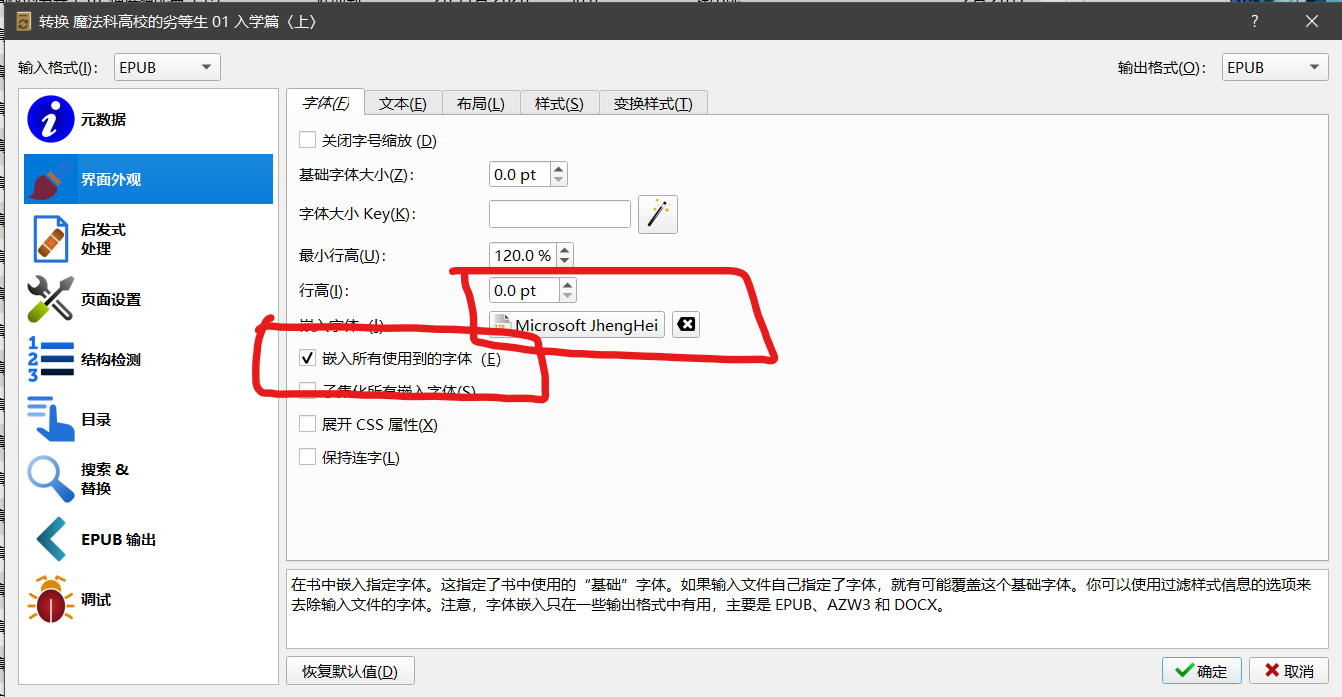 转换 魔法科高校的劣等生 01 入学篇〈上〉
?
输入格式(I): EPUB
输出格式(O): EPUB
元数据
界面外观
启发式
处理
页面设置
结构检测
目录
搜索 &
替换
EPUB 输出
调试
字体(F) 文本(E) 布局(L) 样式(S) 变换样式(T)
关闭字号缩放 (D)
基础字体大小(Z): 0.0 pt
字体大小 Key(K):
最小行高(U): 120.0 %
行高(I): 0.0 pt
嵌入字体 (I) Microsoft JhengHei
嵌入所有使用到的字体 (E)
子集化所有嵌入字体(S)
展开 CSS 属性(X)
保持连字(L)
在书中嵌入指定字体。这指定了书中使用的“基础”字体。如果输入文件自己指定了字体，就有可能覆盖这个基础字体。你可以使用过滤样式信息的选项来
去除输入文件的字体。注意，字体嵌入只在一些输出格式中有用，主要是 EPUB、AZW3 和 DOCX。
恢复默认值(D)
确定
取消